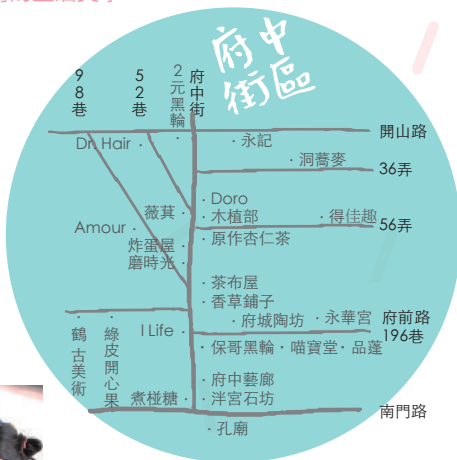 府中
街區
98巷
52巷
2元黑輪
府中街
開山路
Dr. Hair
永記
洞蕎麥
36弄
Doro
薇萁
木植部
得佳趣
56弄
Amour
原作杏仁茶
炸蛋屋
磨時光
茶布屋
香草鋪子
府城陶坊
永華宮
府前路
196巷
I Life
保哥黑輪・喵寶堂・品蓬
鶴古美術
綠皮開心果
府中藝廊
煮椪糖
泮宮石坊
南門路
孔廟